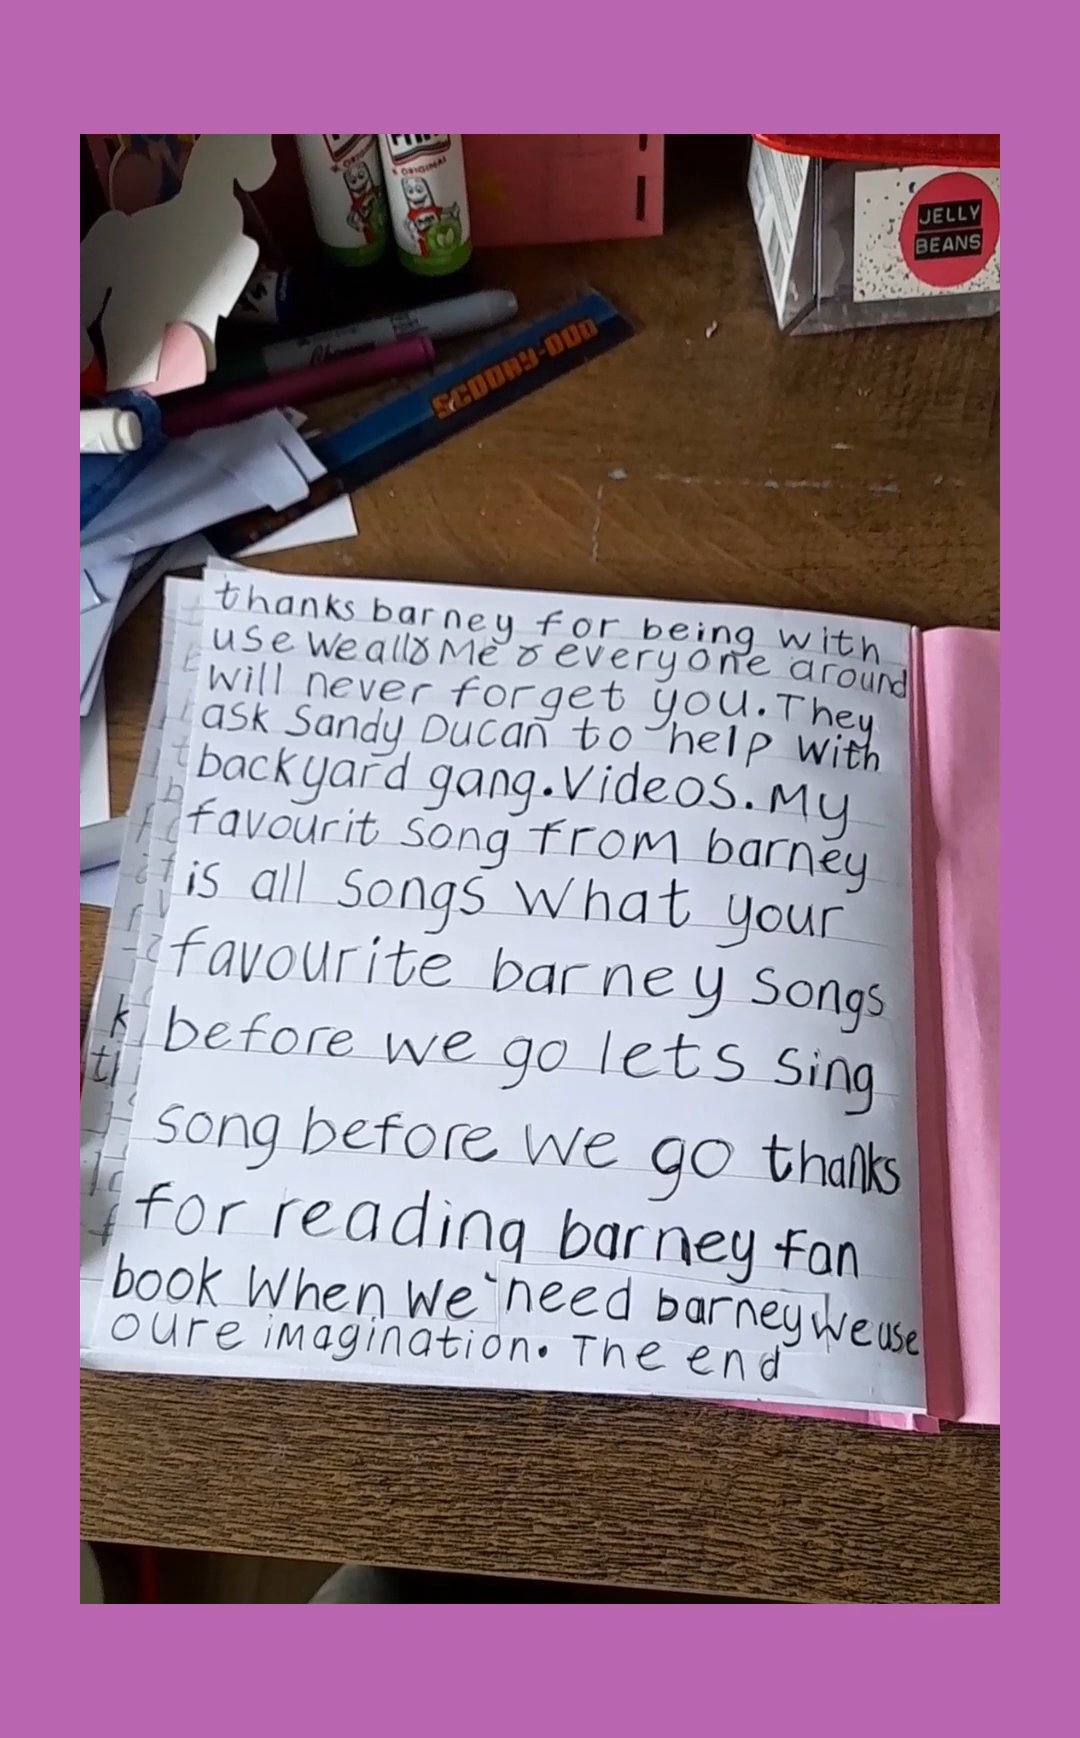 ORIGINAL
ORIGINAL
JELLY
BEANS
Sharpie
SCOOBY-DOO
thanks barney for being with
use We all & Me & everyone around
will never forget you. They
ask Sandy Ducan to help with
backyard gang. Videos. My
favourit song from barney
is all songs What your
favourite barney songs
before we go lets sing
song before we go thanks
for reading barney fan
book When We need barney We use
oure imagination. The end